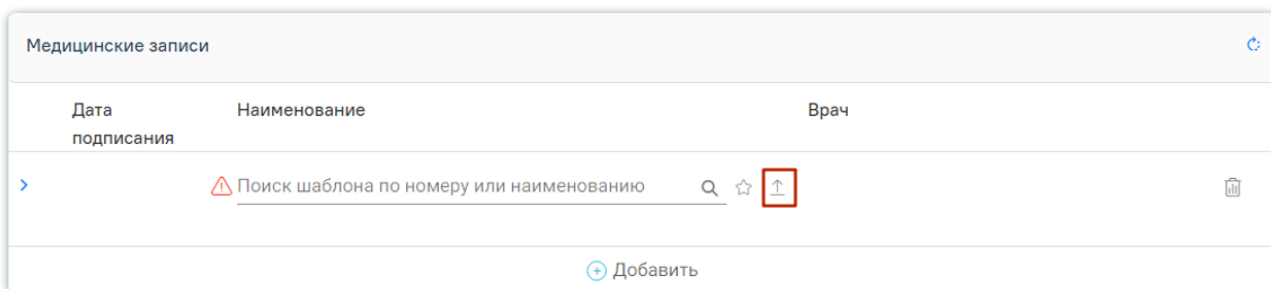 Медицинские записи
Дата подписания
Наименование
Врач
Поиск шаблона по номеру или наименованию
Добавить